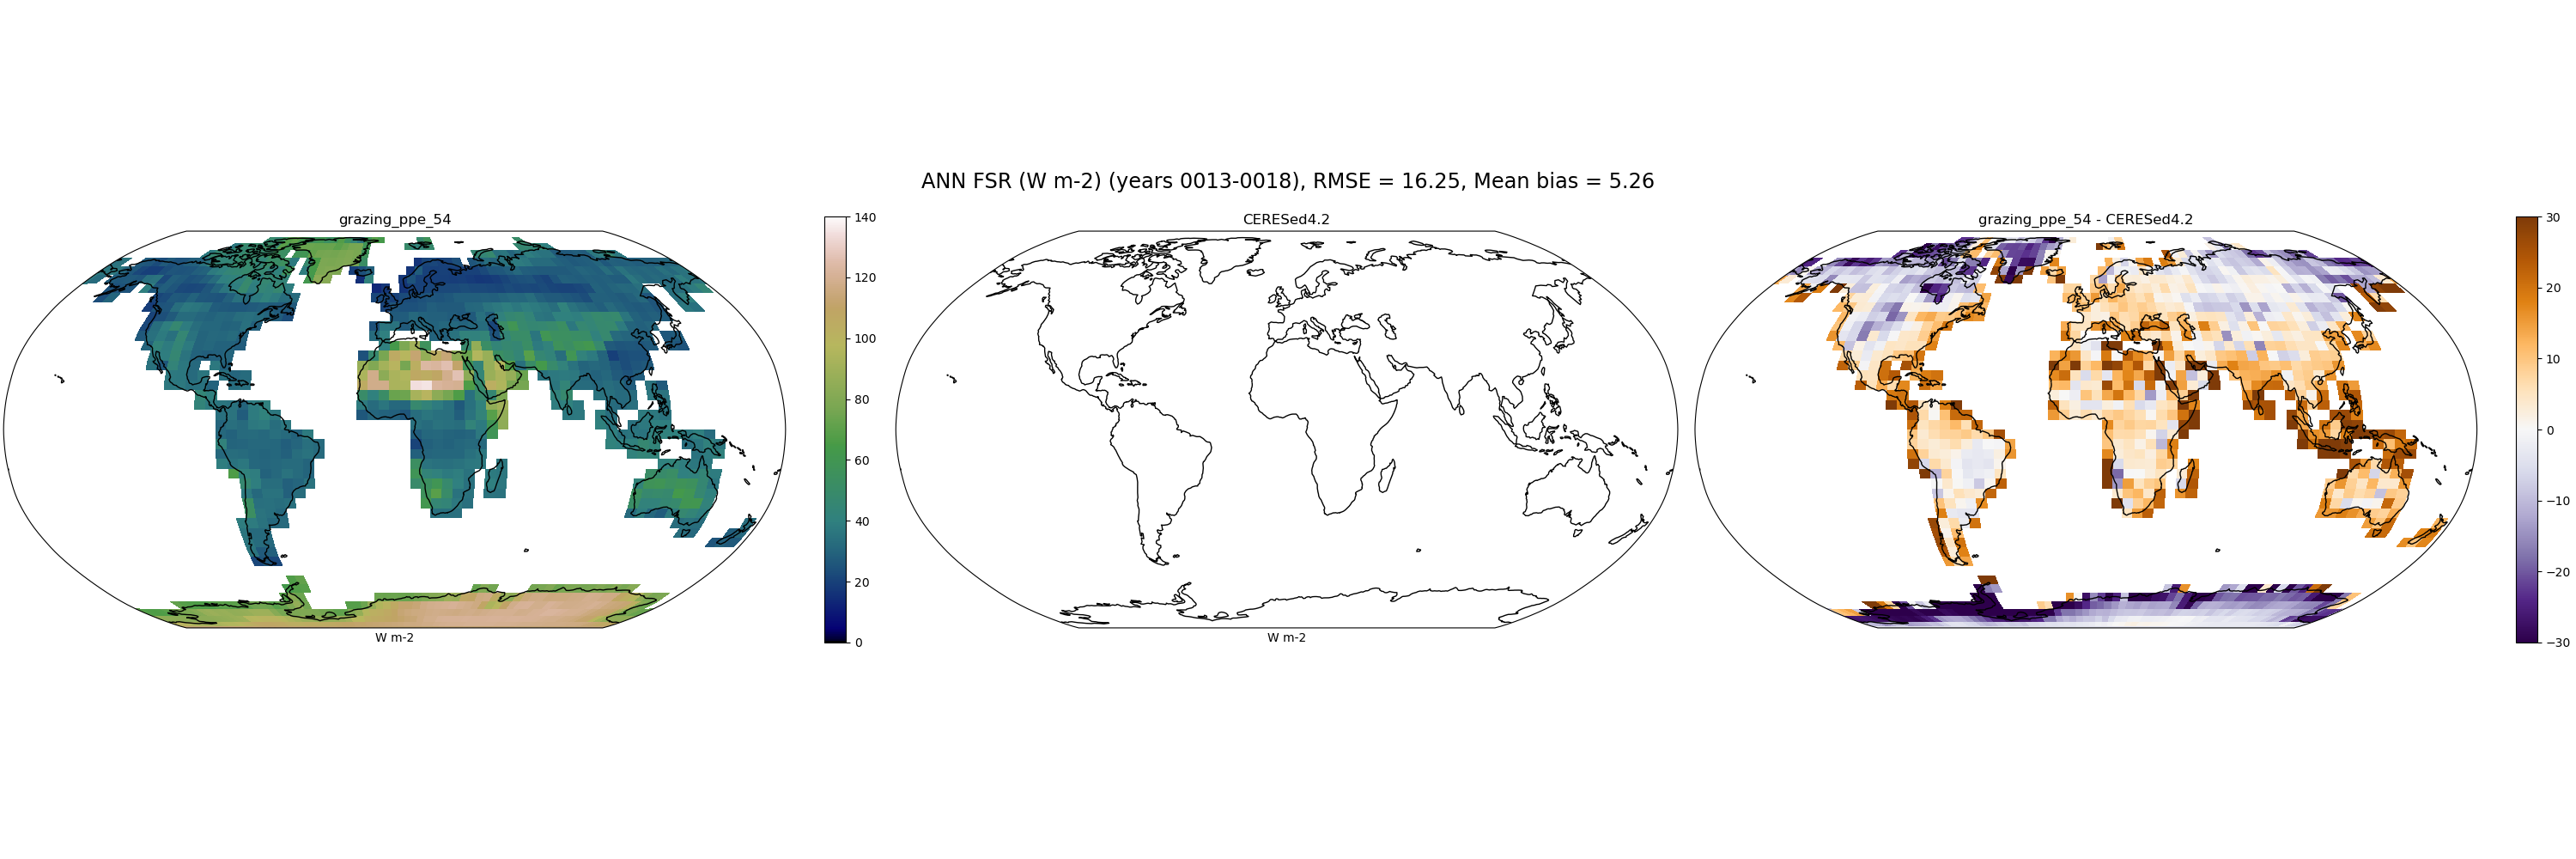 ANN FSR (W m-2) (years 0013-0018), RMSE = 16.25, Mean bias = 5.26
grazing_ppe_54
140
120
100
80
60
40
20
0
W m-2
CERESed4.2
W m-2
grazing_ppe_54 - CERESed4.2
30
20
10
0
−10
−20
−30